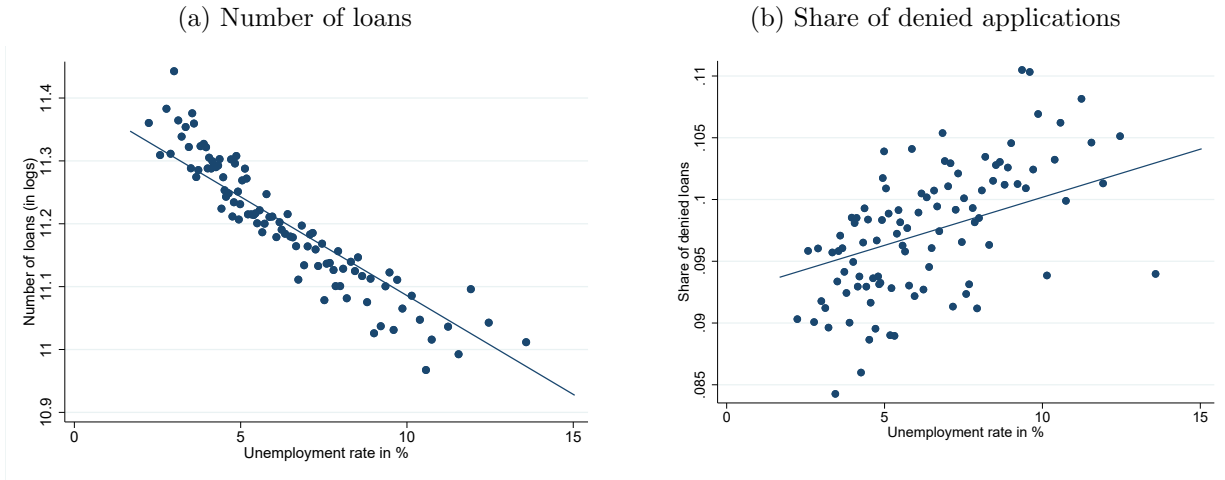 (a) Number of loans
Number of loans (in logs)
11.4
11.3
11.2
11.1
11
10.9
0 5 10 15
Unemployment rate in %
(b) Share of denied applications
Share of denied loans
.11
.105
.1
.095
.09
.085
0 5 10 15
Unemployment rate in %